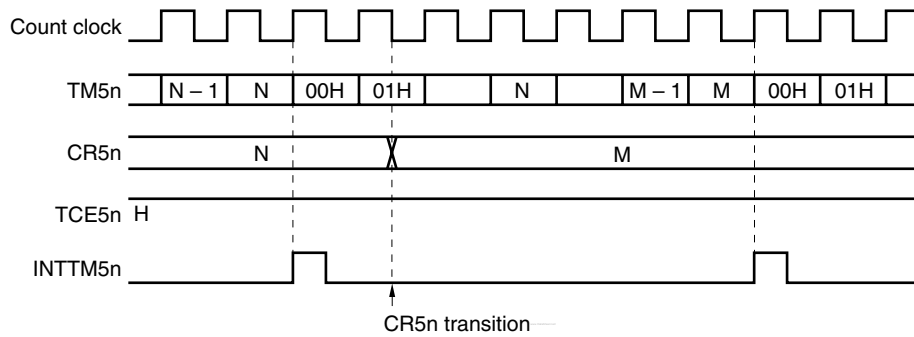 Count clock
TM5n N – 1 N 00H 01H N M – 1 M 00H 01H
CR5n N M
TCE5n H
INTTM5n
CR5n transition